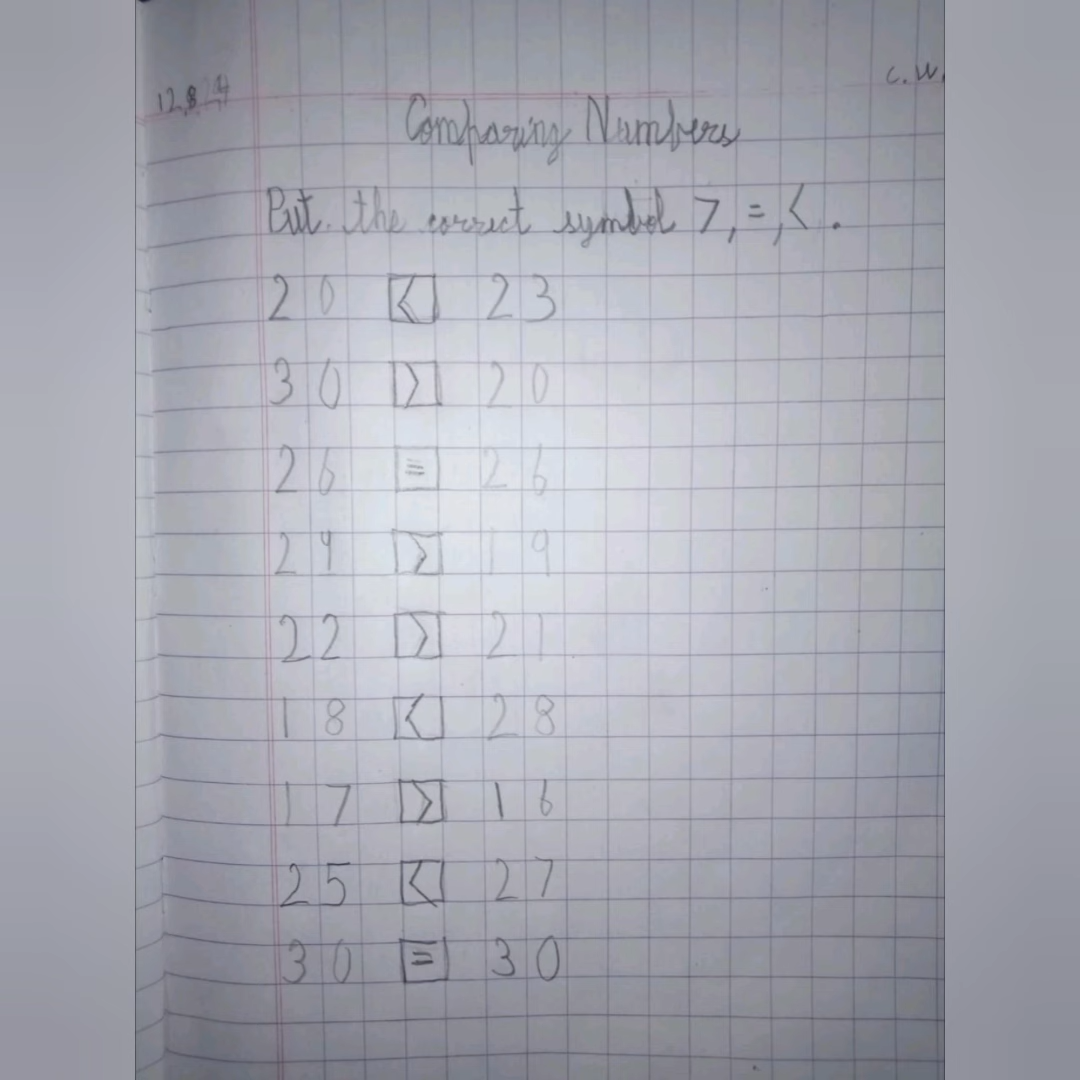 12.8.24 C.W.
Comparing Numbers
Put the correct symbol >, =, < .
20 < 23
30 > 20
26 = 26
24 > 19
22 > 21
18 < 28
17 > 16
25 < 27
30 = 30